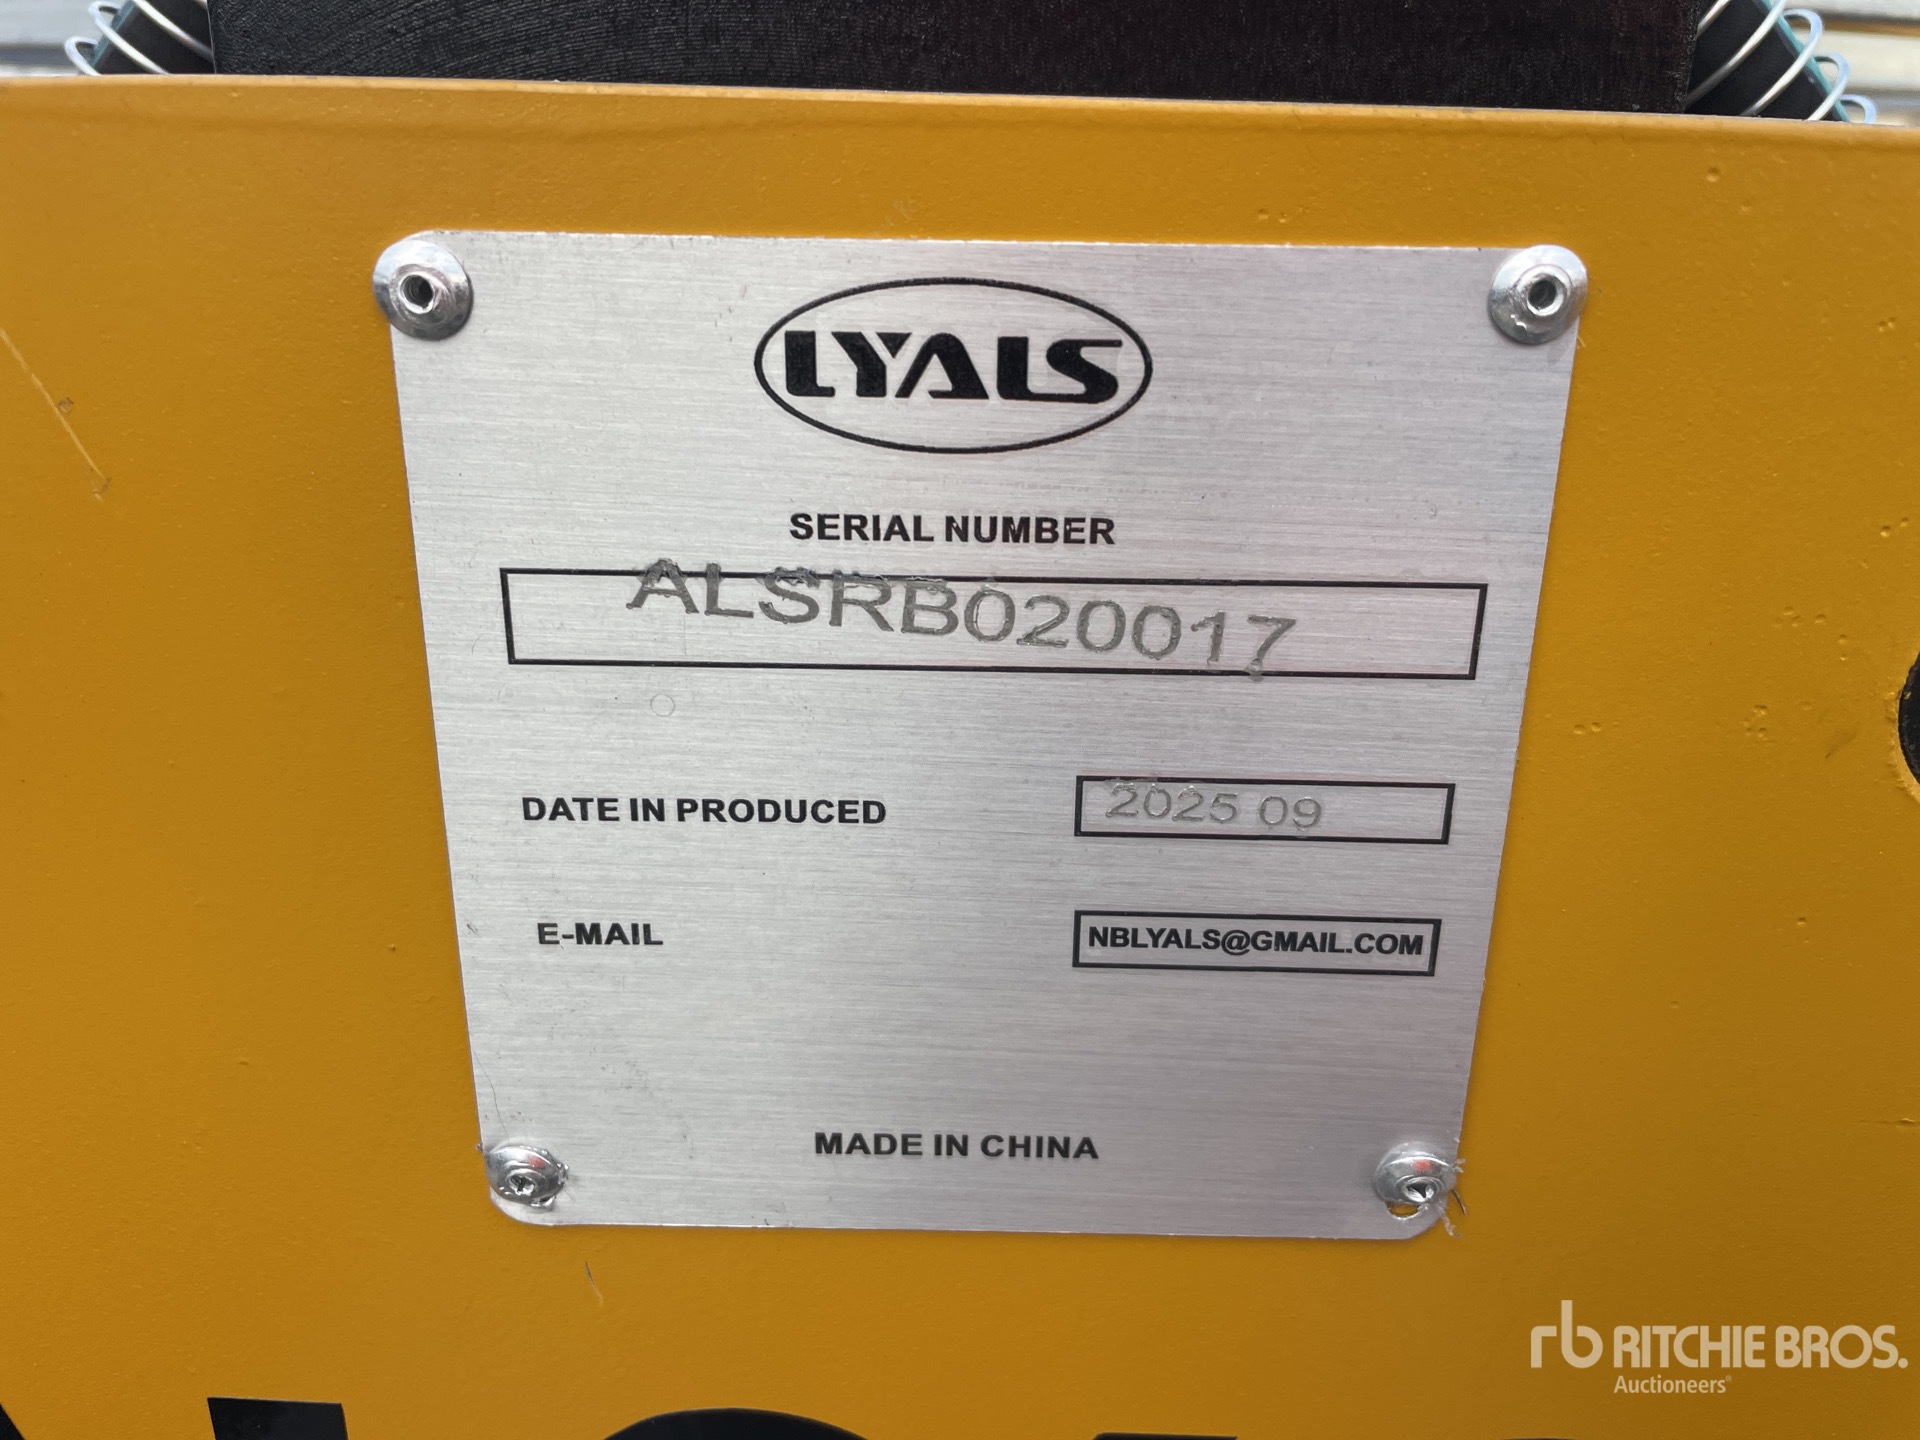 LYALS
SERIAL NUMBER
ALSRB020017
DATE IN PRODUCED
2025 09
E-MAIL
NBLYALS@GMAIL.COM
MADE IN CHINA
rb RITCHIE BROS.
Auctioneers®